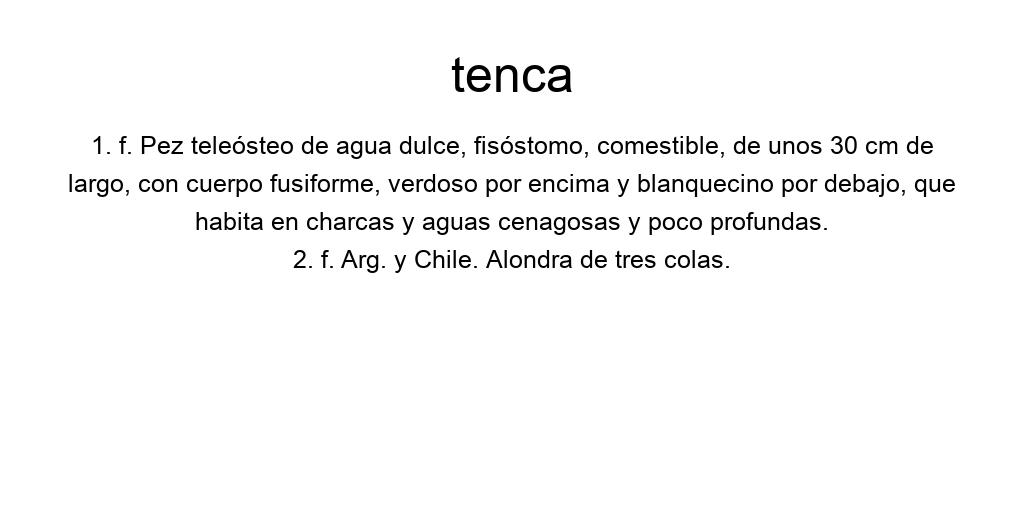 tenca
1. f. Pez teleósteo de agua dulce, fisóstomo, comestible, de unos 30 cm de
largo, con cuerpo fusiforme, verdoso por encima y blanquecino por debajo, que
habita en charcas y aguas cenagosas y poco profundas.
2. f. Arg. y Chile. Alondra de tres colas.